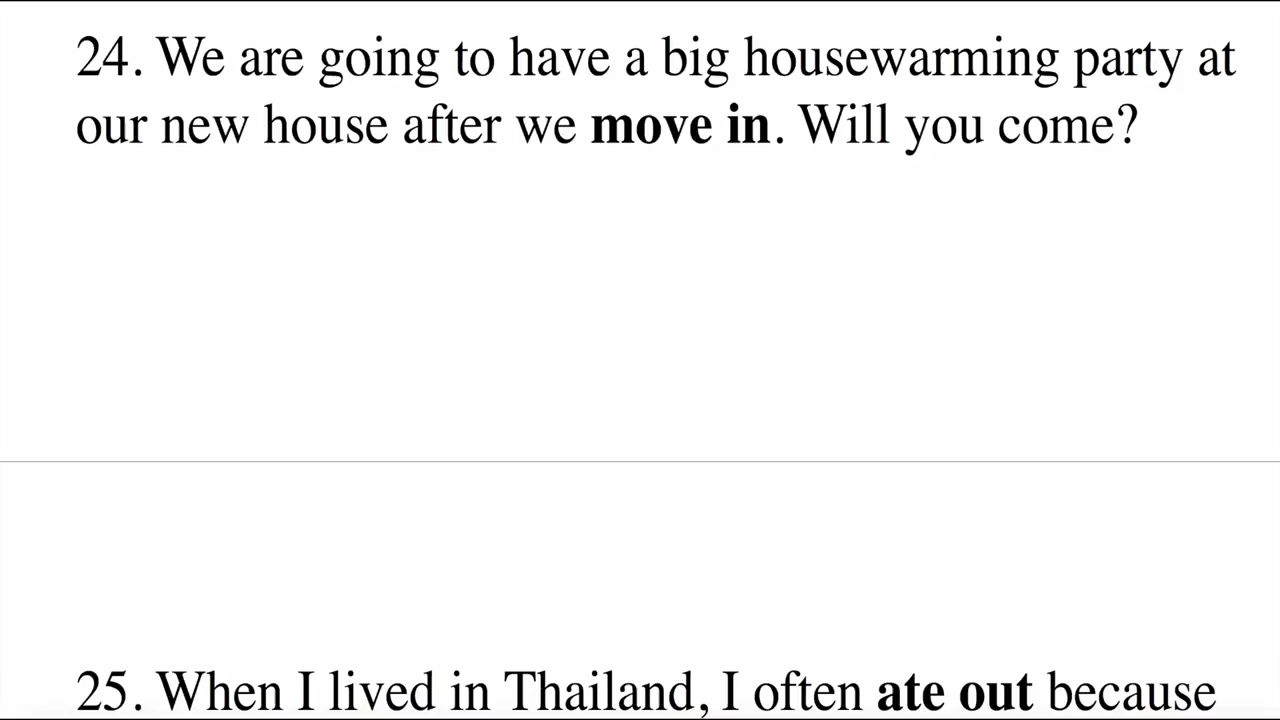 24. We are going to have a big housewarming party at
our new house after we move in. Will you come?
25. When I lived in Thailand, I often ate out because